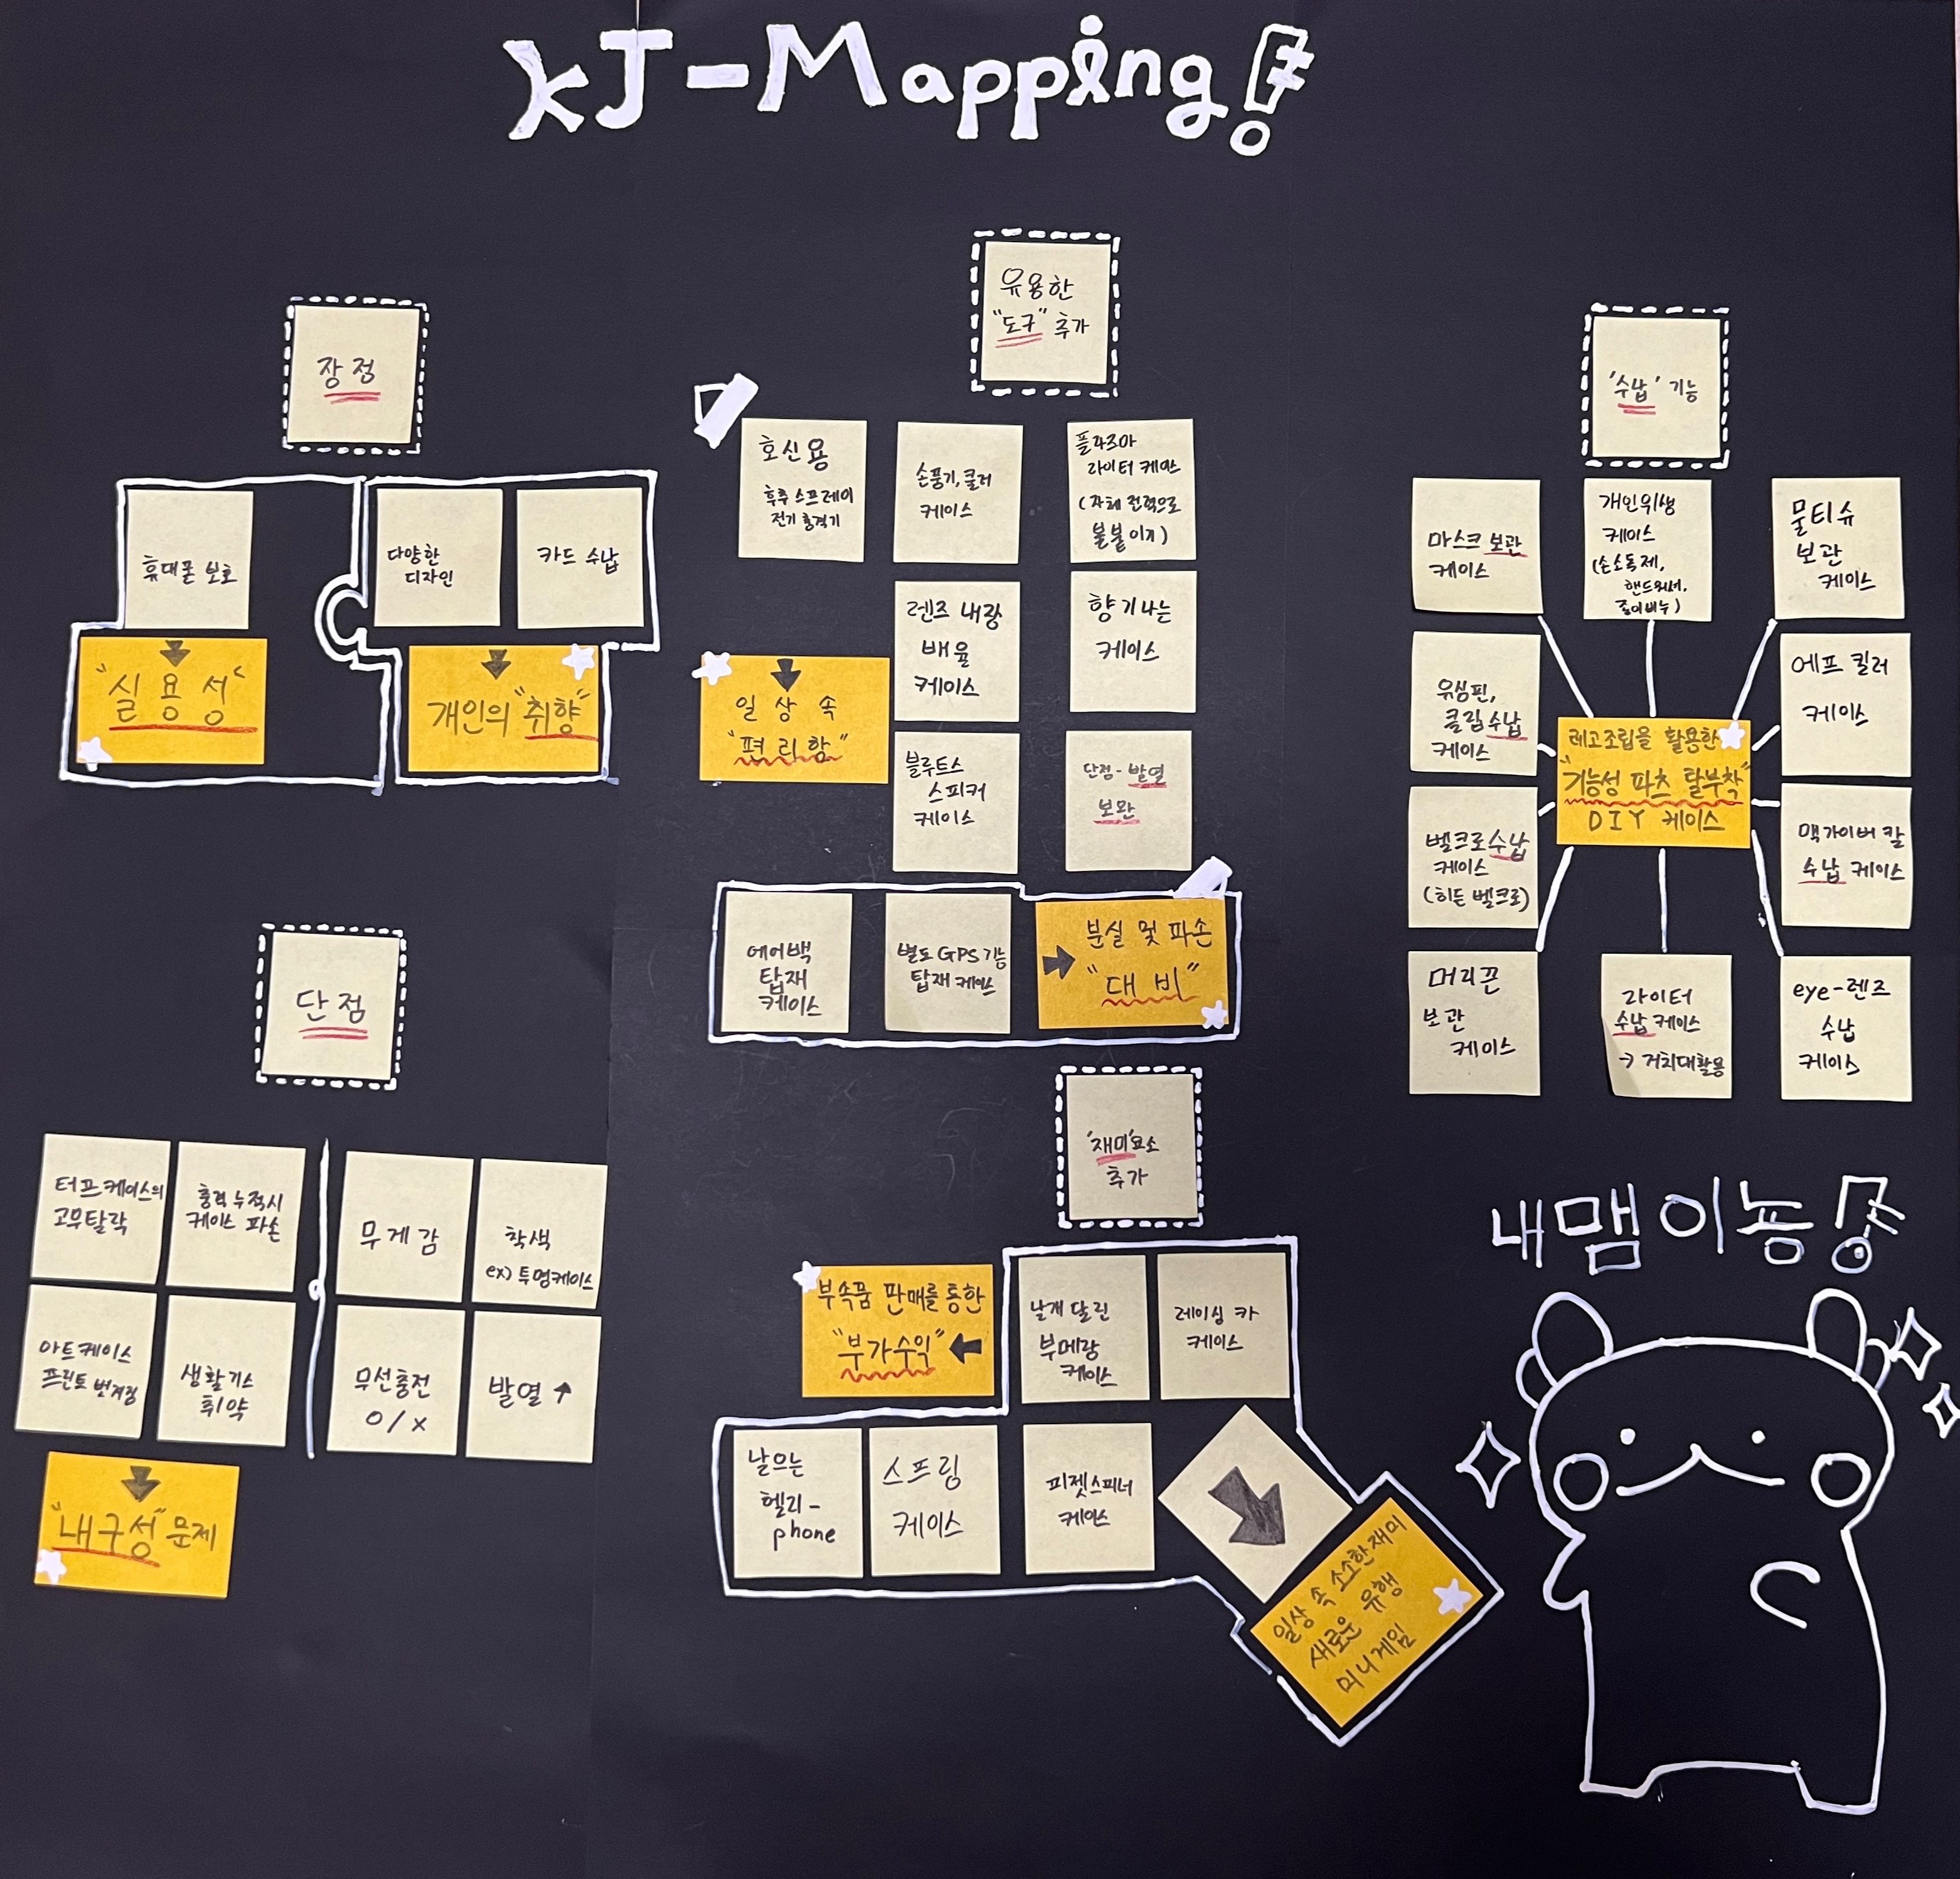 KJ-Mapping!
장점
휴대폰 보호
다양한
디자인
카드 수납
"실용성"
개인의 "취향"
단점
터프케이스의
고무탈락
충격 누적시
케이스 파손
무게감
착색
ex) 투명케이스
아트케이스
프린트 벗겨짐
생활기스
취약
무선충전
O/X
발열↑
"내구성" 문제
유용한
"도구" 추가
호신용
후추 스프레이
전기 충격기
손풍기, 쿨러
케이스
플라즈마
라이터 케이스
(자체 전력으로
불붙이기)
렌즈 내장
배율
케이스
향기나는
케이스
일상 속
"편리함"
블루트스
스피커
케이스
단점-발열
보완
에어백
탑재
케이스
별도 GPS 기능
탑재 케이스
분실 및 파손
"대비"
'재미'요소
추가
부속품 판매를 통한
"부가수익"
날개 달린
부메랑
케이스
레이싱 카
케이스
날으는
헬리-
phone
스프링
케이스
피젯스피너
케이스
일상 속 소소한 재미
새로운 유행
미니게임
'수납' 기능
마스크 보관
케이스
개인위생
케이스
(손소독제,
핸드워시,
종이비누)
물티슈
보관
케이스
유심핀,
클립 수납
케이스
에프 킬러
케이스
레고조립을 활용한
"기능성 파츠 탈부착"
DIY 케이스
벨크로 수납
케이스
(히든 벨크로)
맥가이버 칼
수납 케이스
머리끈
보관
케이스
라이터
수납 케이스
→ 거치대활용
eye-렌즈
수납
케이스
내맴이농!